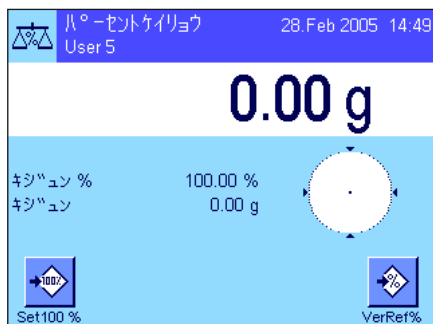 ﾊﾟｰｾﾝﾄｹｲﾘｮｳ 28.Feb 2005 14:49
User 5
0.00 g
ｷｼﾞｭﾝ % 100.00 %
ｷｼﾞｭﾝ 0.00 g
100% %
Set100 % VerRef%